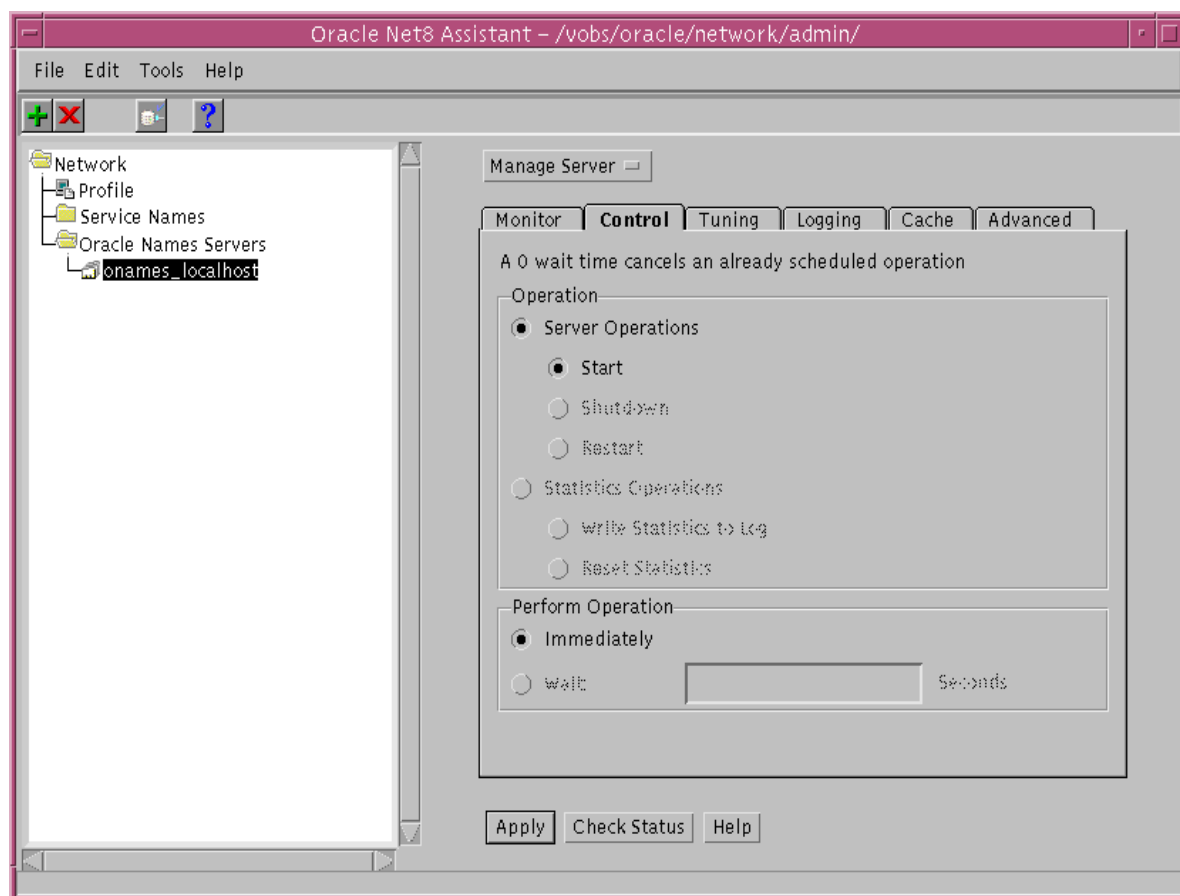 Oracle Net8 Assistant – /vobs/oracle/network/admin/
File Edit Tools Help
Network
Profile
Service Names
Oracle Names Servers
onames_localhost
Manage Server
Monitor Control Tuning Logging Cache Advanced
A 0 wait time cancels an already scheduled operation
Operation
Server Operations
Start
Shutdown
Restart
Statistics Operations
Write Statistics to Log
Reset Statistics
Perform Operation
Immediately
Wait Seconds
Apply Check Status Help